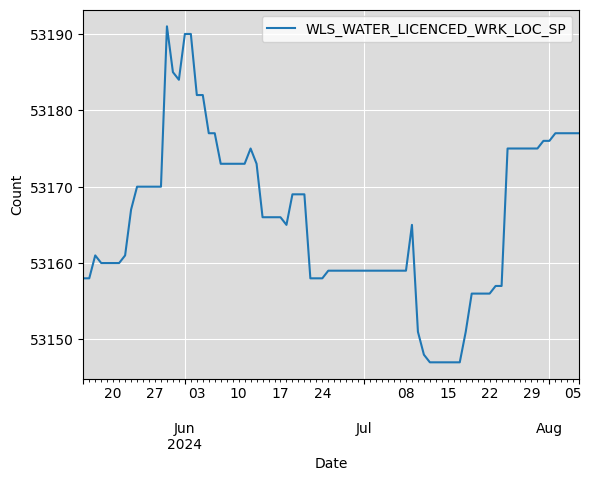 WLS_WATER_LICENCED_WRK_LOC_SP
53190
53180
53170
53160
53150
Count
20 27 03 10 17 24 08 15 22 29 05
Jun Jul Aug
2024
Date